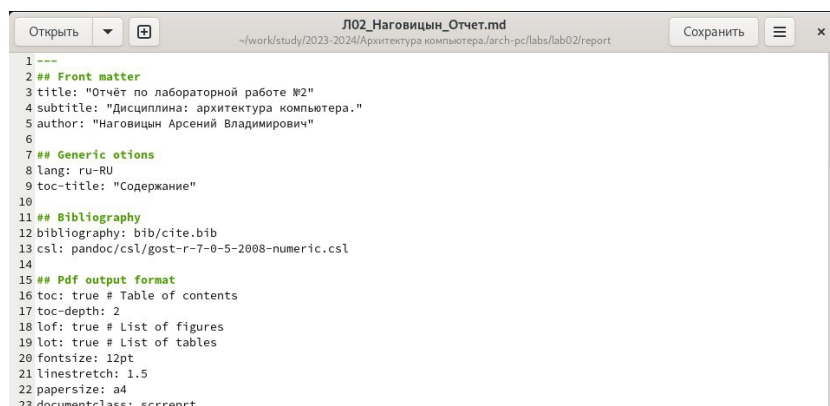 Открыть
Л02_Наговицын_Отчет.md
~/work/study/2023-2024/Архитектура компьютера./arch-pc/labs/lab02/report
Сохранить
1 ---
2 ## Front matter
3 title: "Отчёт по лабораторной работе №2"
4 subtitle: "Дисциплина: архитектура компьютера."
5 author: "Наговицын Арсений Владимирович"
6
7 ## Generic otions
8 lang: ru-RU
9 toc-title: "Содержание"
10
11 ## Bibliography
12 bibliography: bib/cite.bib
13 csl: pandoc/csl/gost-r-7-0-5-2008-numeric.csl
14
15 ## Pdf output format
16 toc: true # Table of contents
17 toc-depth: 2
18 lof: true # List of figures
19 lot: true # List of tables
20 fontsize: 12pt
21 linestretch: 1.5
22 papersize: a4
23 documentclass: scrreprt